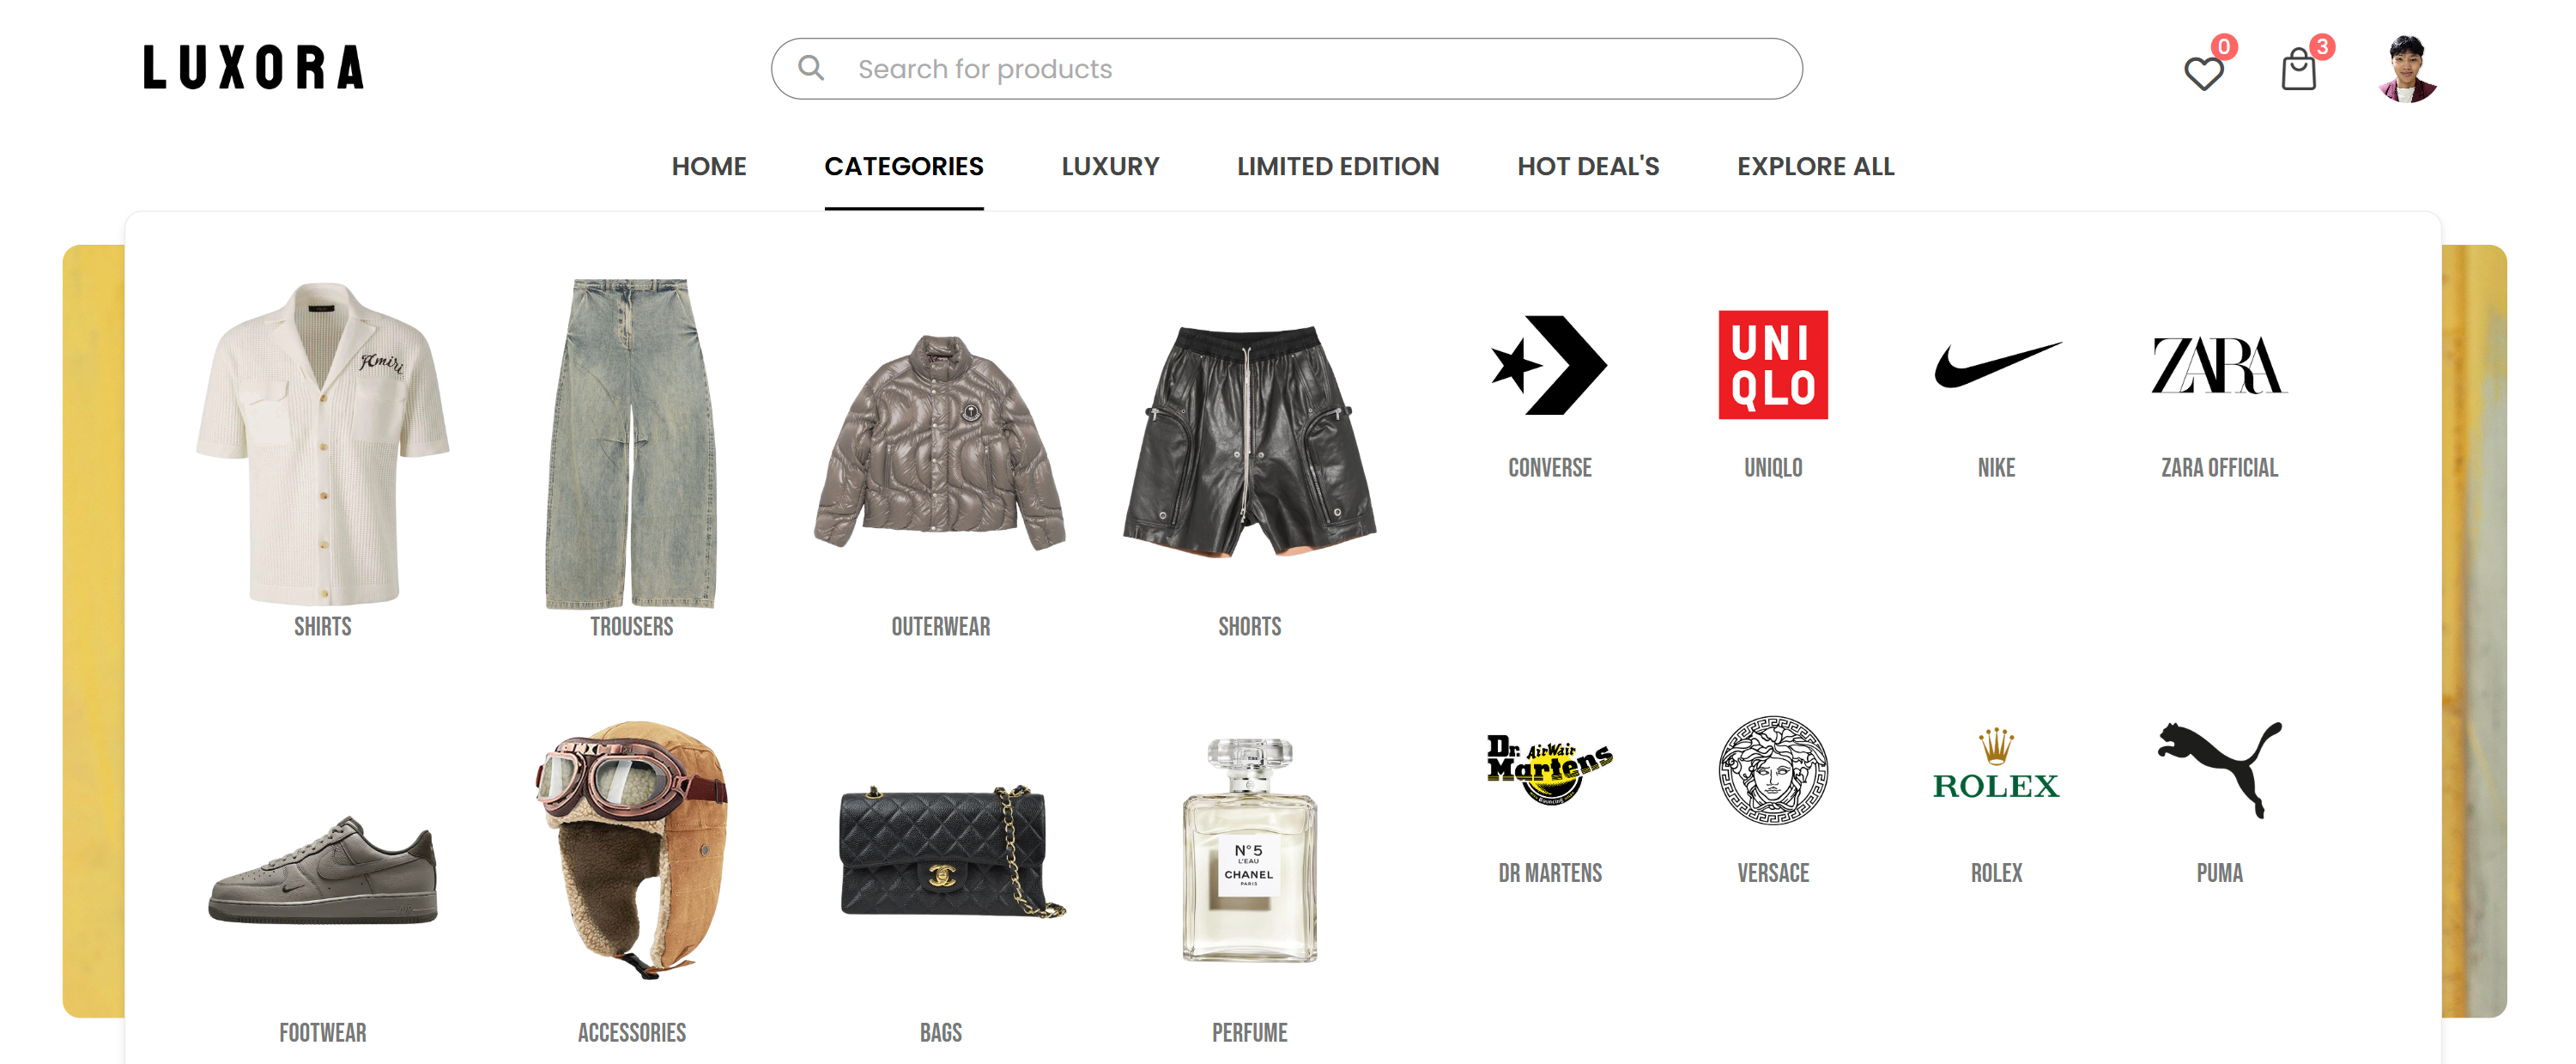 LUXORA
Search for products
0
3
HOME
CATEGORIES
LUXURY
LIMITED EDITION
HOT DEAL'S
EXPLORE ALL
Amiri
UNI
QLO
ZARA
CONVERSE
UNIQLO
NIKE
ZARA OFFICIAL
SHIRTS
TROUSERS
OUTERWEAR
SHORTS
N°5
L'EAU
CHANEL
PARIS
Dr. AirWair
Martens
Bouncing
ROLEX
DR MARTENS
VERSACE
ROLEX
PUMA
FOOTWEAR
ACCESSORIES
BAGS
PERFUME